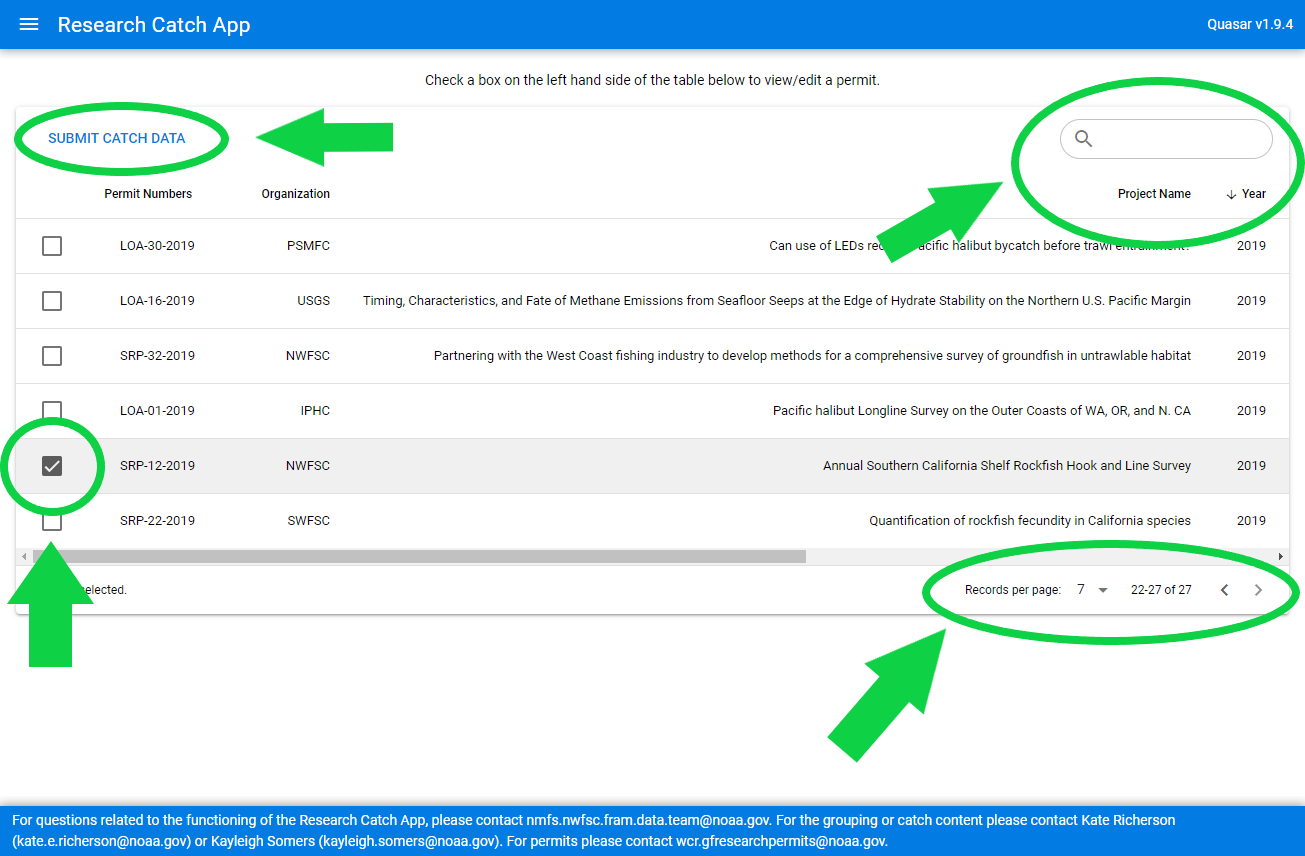 Research Catch App
Quasar v1.9.4
Check a box on the left hand side of the table below to view/edit a permit.
SUBMIT CATCH DATA
Permit Numbers Organization Project Name Year
LOA-30-2019 PSMFC Can use of LEDs halibut bycatch before trawl 2019
LOA-16-2019 USGS Timing, Characteristics, and Fate of Methane Emissions from Seafloor Seeps at the Edge of Hydrate Stability on the Northern U.S. Pacific Margin 2019
SRP-32-2019 NWFSC Partnering with the West Coast fishing industry to develop methods for a comprehensive survey of groundfish in untrawlable habitat 2019
LOA-01-2019 IPHC Pacific halibut Longline Survey on the Outer Coasts of WA, OR, and N. CA 2019
SRP-12-2019 NWFSC Annual Southern California Shelf Rockfish Hook and Line Survey 2019
SRP-22-2019 SWFSC Quantification of rockfish fecundity in California species 2019
Records per page: 7 22-27 of 27
For questions related to the functioning of the Research Catch App, please contact nmfs.nwfsc.fram.data.team@noaa.gov. For the grouping or catch content please contact Kate Richerson
(kate.e.richerson@noaa.gov) or Kayleigh Somers (kayleigh.somers@noaa.gov). For permits please contact wcr.gfresearchpermits@noaa.gov.